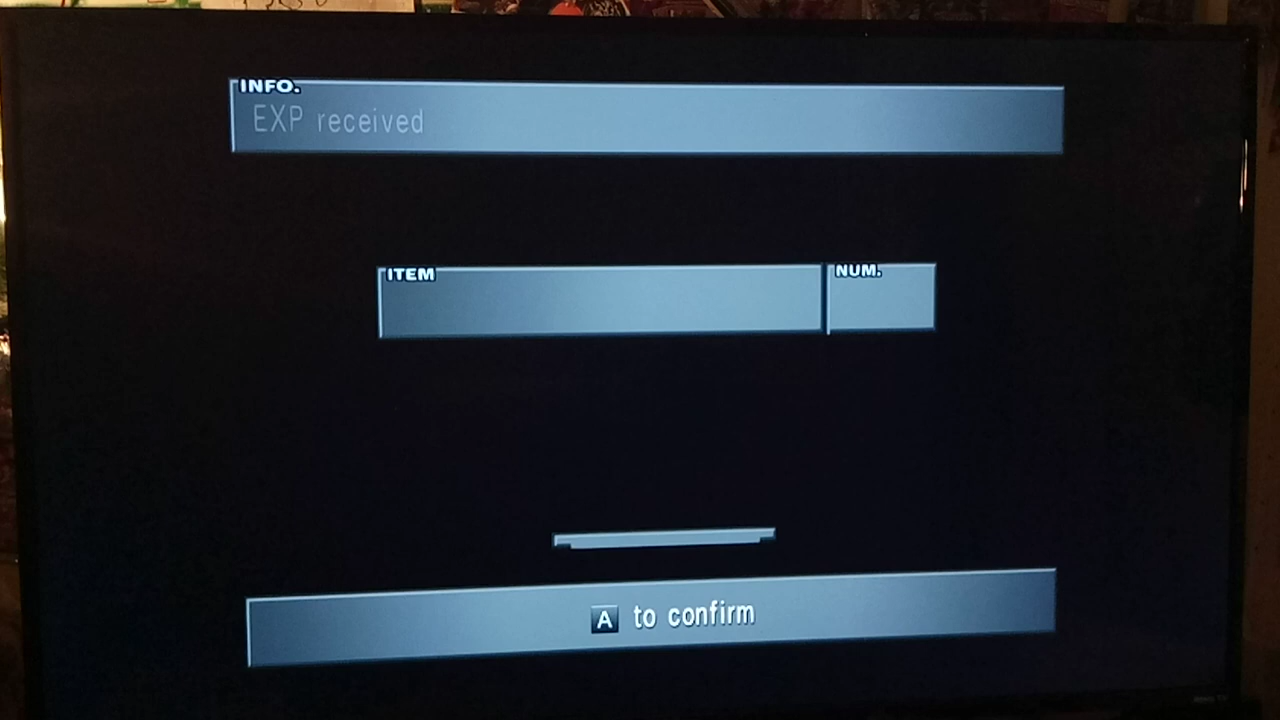 INFO.
EXP received
ITEM
NUM.
A to confirm